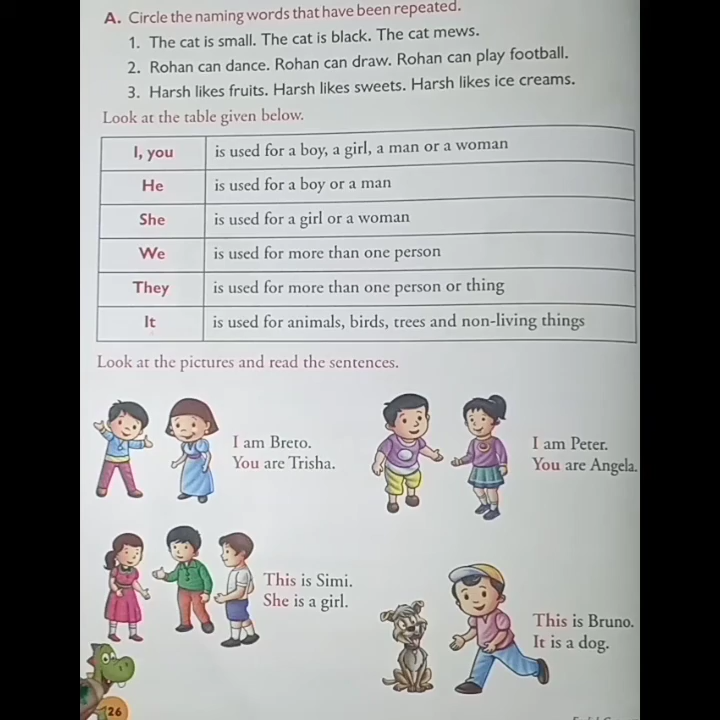 A. Circle the naming words that have been repeated.
1. The cat is small. The cat is black. The cat mews.
2. Rohan can dance. Rohan can draw. Rohan can play football.
3. Harsh likes fruits. Harsh likes sweets. Harsh likes ice creams.
Look at the table given below.
I, you is used for a boy, a girl, a man or a woman
He is used for a boy or a man
She is used for a girl or a woman
We is used for more than one person
They is used for more than one person or thing
It is used for animals, birds, trees and non-living things
Look at the pictures and read the sentences.
I am Breto.
You are Trisha.
I am Peter.
You are Angela.
This is Simi.
She is a girl.
This is Bruno.
It is a dog.
26